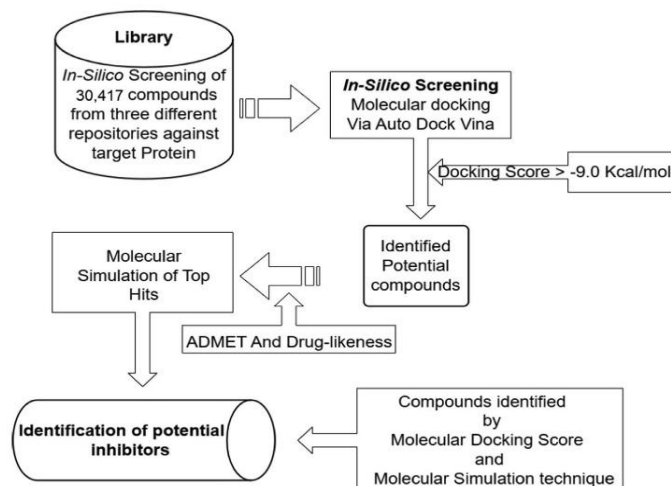 Library
In-Silico Screening of
30,417 compounds
from three different
repositories against
target Protein
In-Silico Screening
Molecular docking
Via Auto Dock Vina
Docking Score > -9.0 Kcal/mol
Identified
Potential
compounds
Molecular
Simulation of Top
Hits
ADMET And Drug-likeness
Identification of potential
inhibitors
Compounds identified
by
Molecular Docking Score
and
Molecular Simulation technique